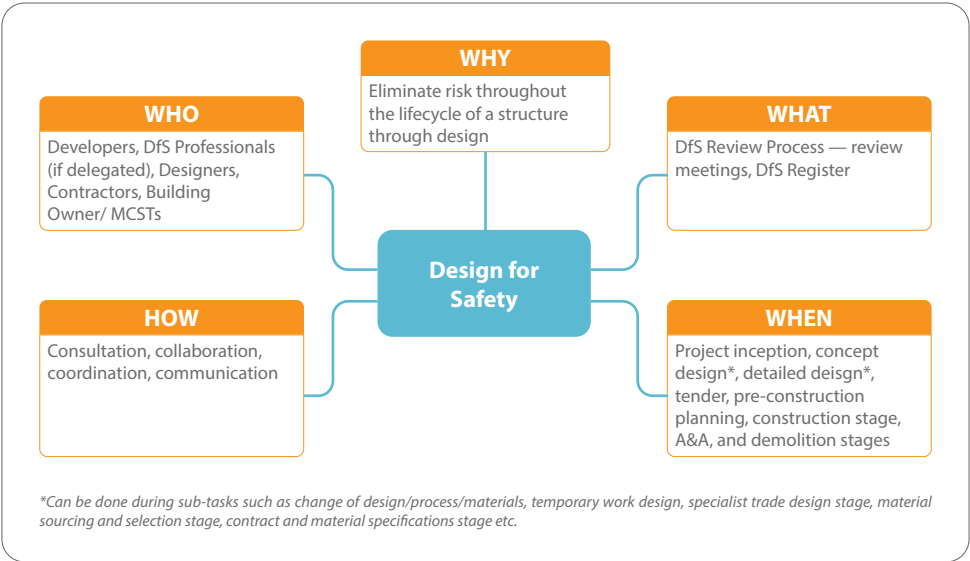 WHY
Eliminate risk throughout
the lifecycle of a structure
through design
WHO
Developers, DfS Professionals
(if delegated), Designers,
Contractors, Building
Owner/ MCSTs
WHAT
DfS Review Process — review
meetings, DfS Register
Design for
Safety
HOW
Consultation, collaboration,
coordination, communication
WHEN
Project inception, concept
design*, detailed deisgn*,
tender, pre-construction
planning, construction stage,
A&A, and demolition stages
*Can be done during sub-tasks such as change of design/process/materials, temporary work design, specialist trade design stage, material
sourcing and selection stage, contract and material specifications stage etc.